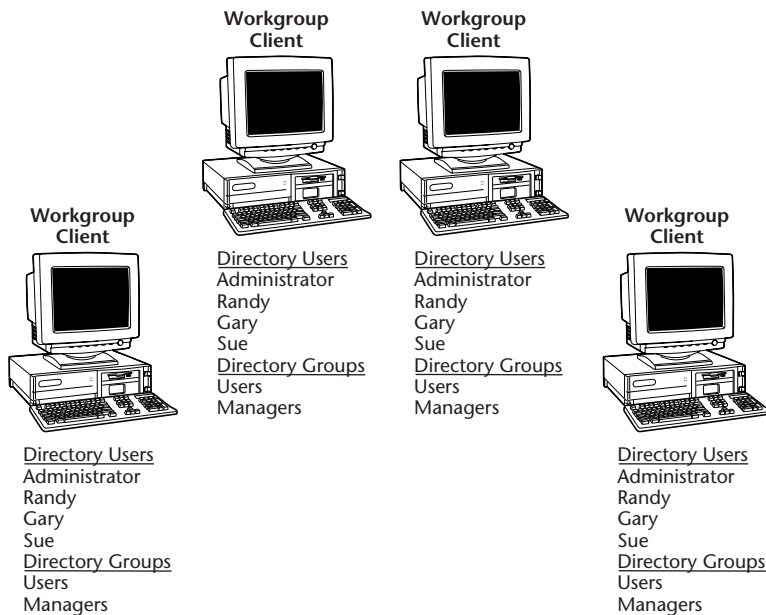 Workgroup
Client
Directory Users
Administrator
Randy
Gary
Sue
Directory Groups
Users
Managers
Workgroup
Client
Directory Users
Administrator
Randy
Gary
Sue
Directory Groups
Users
Managers
Workgroup
Client
Directory Users
Administrator
Randy
Gary
Sue
Directory Groups
Users
Managers
Workgroup
Client
Directory Users
Administrator
Randy
Gary
Sue
Directory Groups
Users
Managers